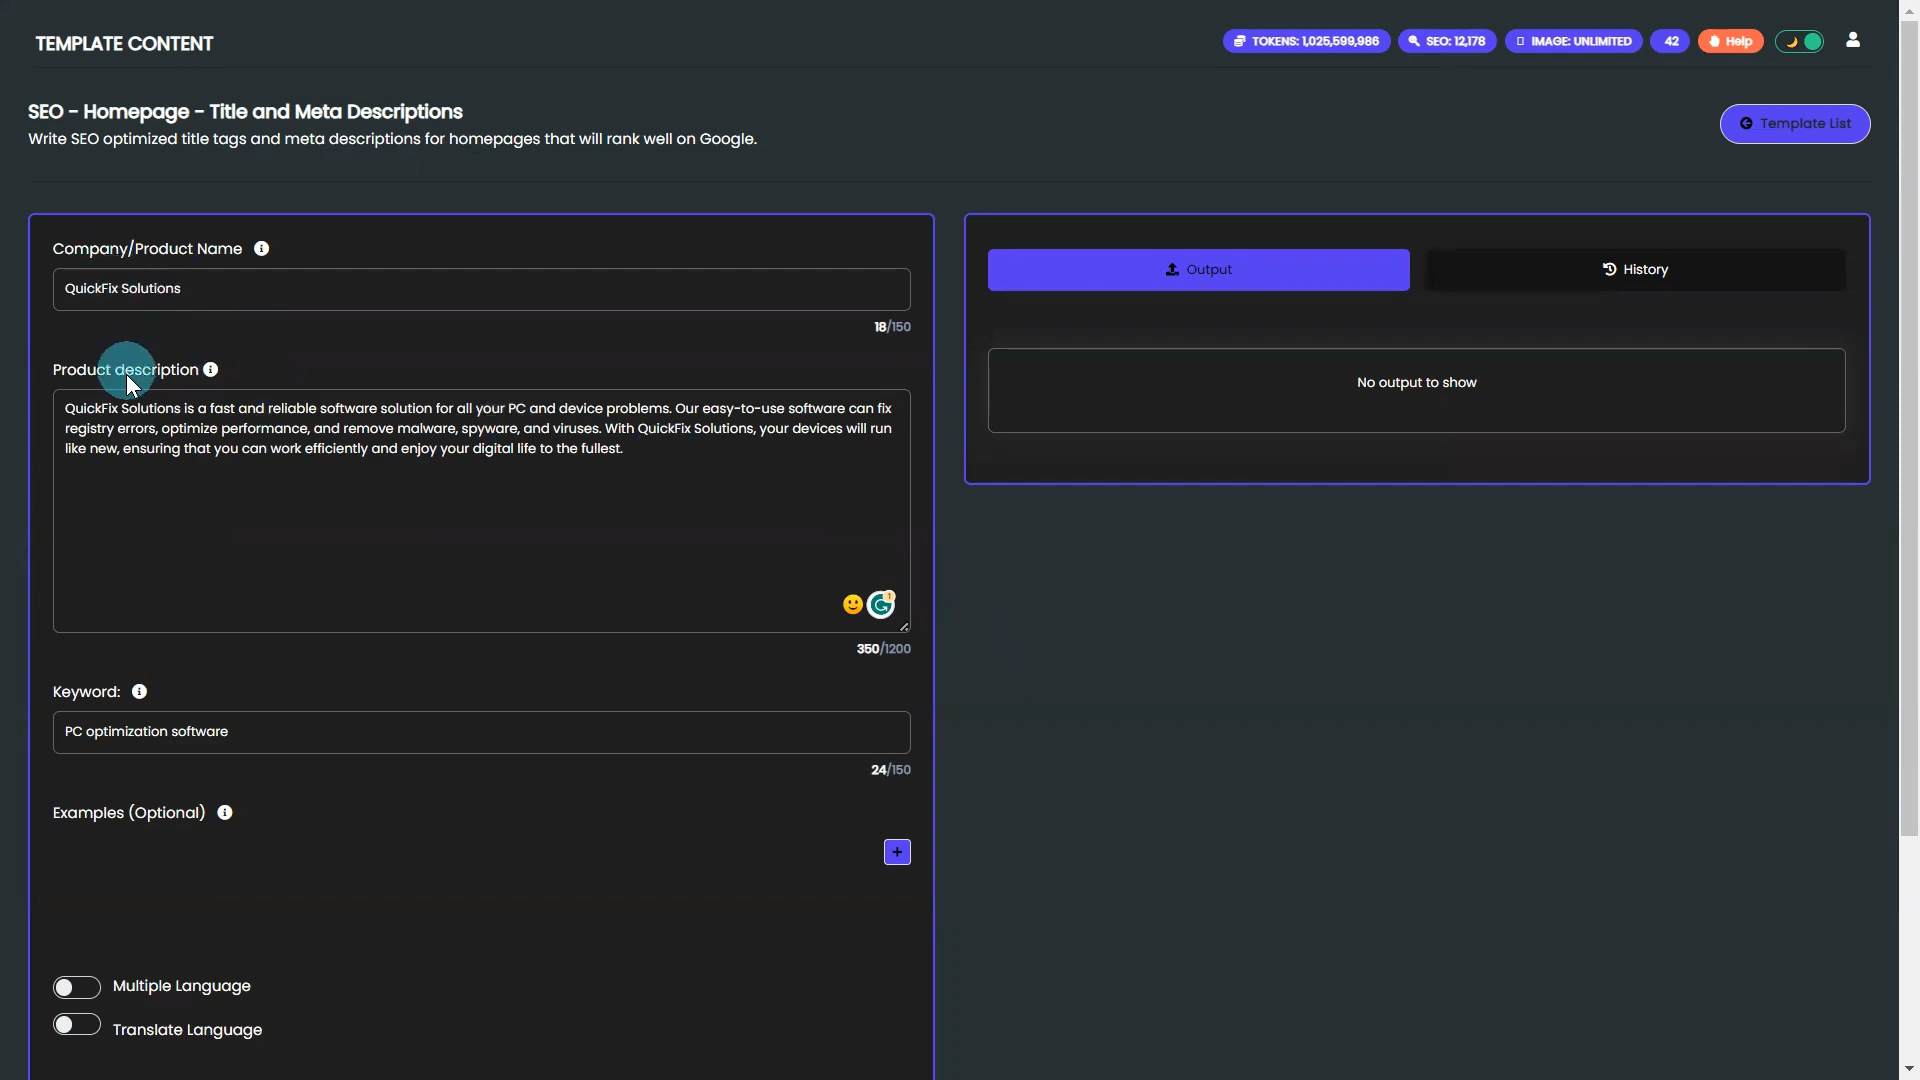 TEMPLATE CONTENT
TOKENS: 1,025,599,986
SEO: 12,178
IMAGE: UNLIMITED
42
Help
SEO - Homepage - Title and Meta Descriptions
Write SEO optimized title tags and meta descriptions for homepages that will rank well on Google.
Template List
Company/Product Name
QuickFix Solutions
18/150
Product description
QuickFix Solutions is a fast and reliable software solution for all your PC and device problems. Our easy-to-use software can fix
registry errors, optimize performance, and remove malware, spyware, and viruses. With QuickFix Solutions, your devices will run
like new, ensuring that you can work efficiently and enjoy your digital life to the fullest.
1
350/1200
Keyword:
PC optimization software
24/150
Examples (Optional)
+
Multiple Language
Translate Language
Output
History
No output to show